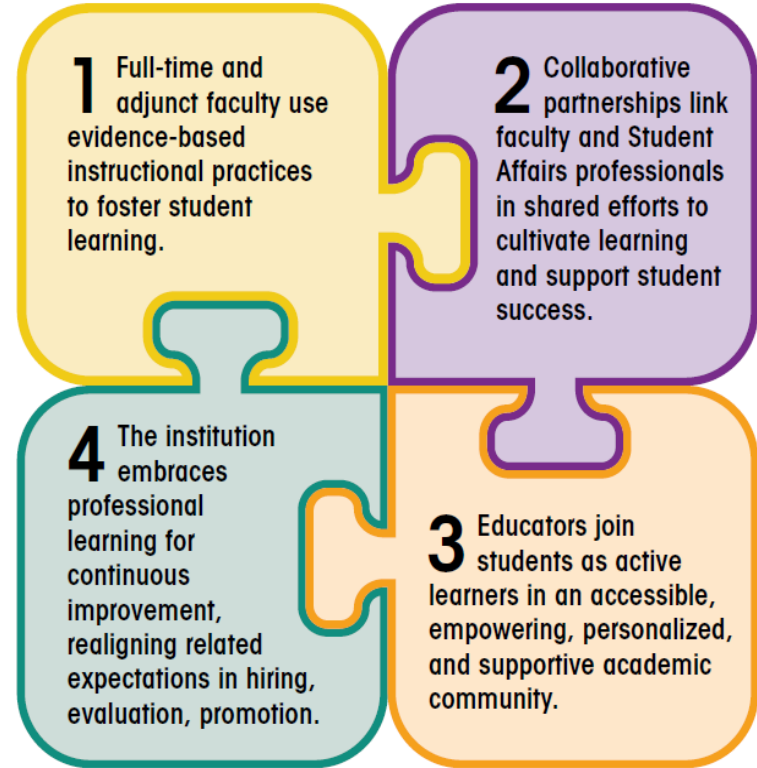 1 Full-time and
adjunct faculty use
evidence-based
instructional practices
to foster student
learning.
2 Collaborative
partnerships link
faculty and Student
Affairs professionals
in shared efforts to
cultivate learning
and support student
success.
3 Educators join
students as active
learners in an accessible,
empowering, personalized,
and supportive academic
community.
4 The institution
embraces
professional
learning for
continuous
improvement,
realigning related
expectations in hiring,
evaluation, promotion.